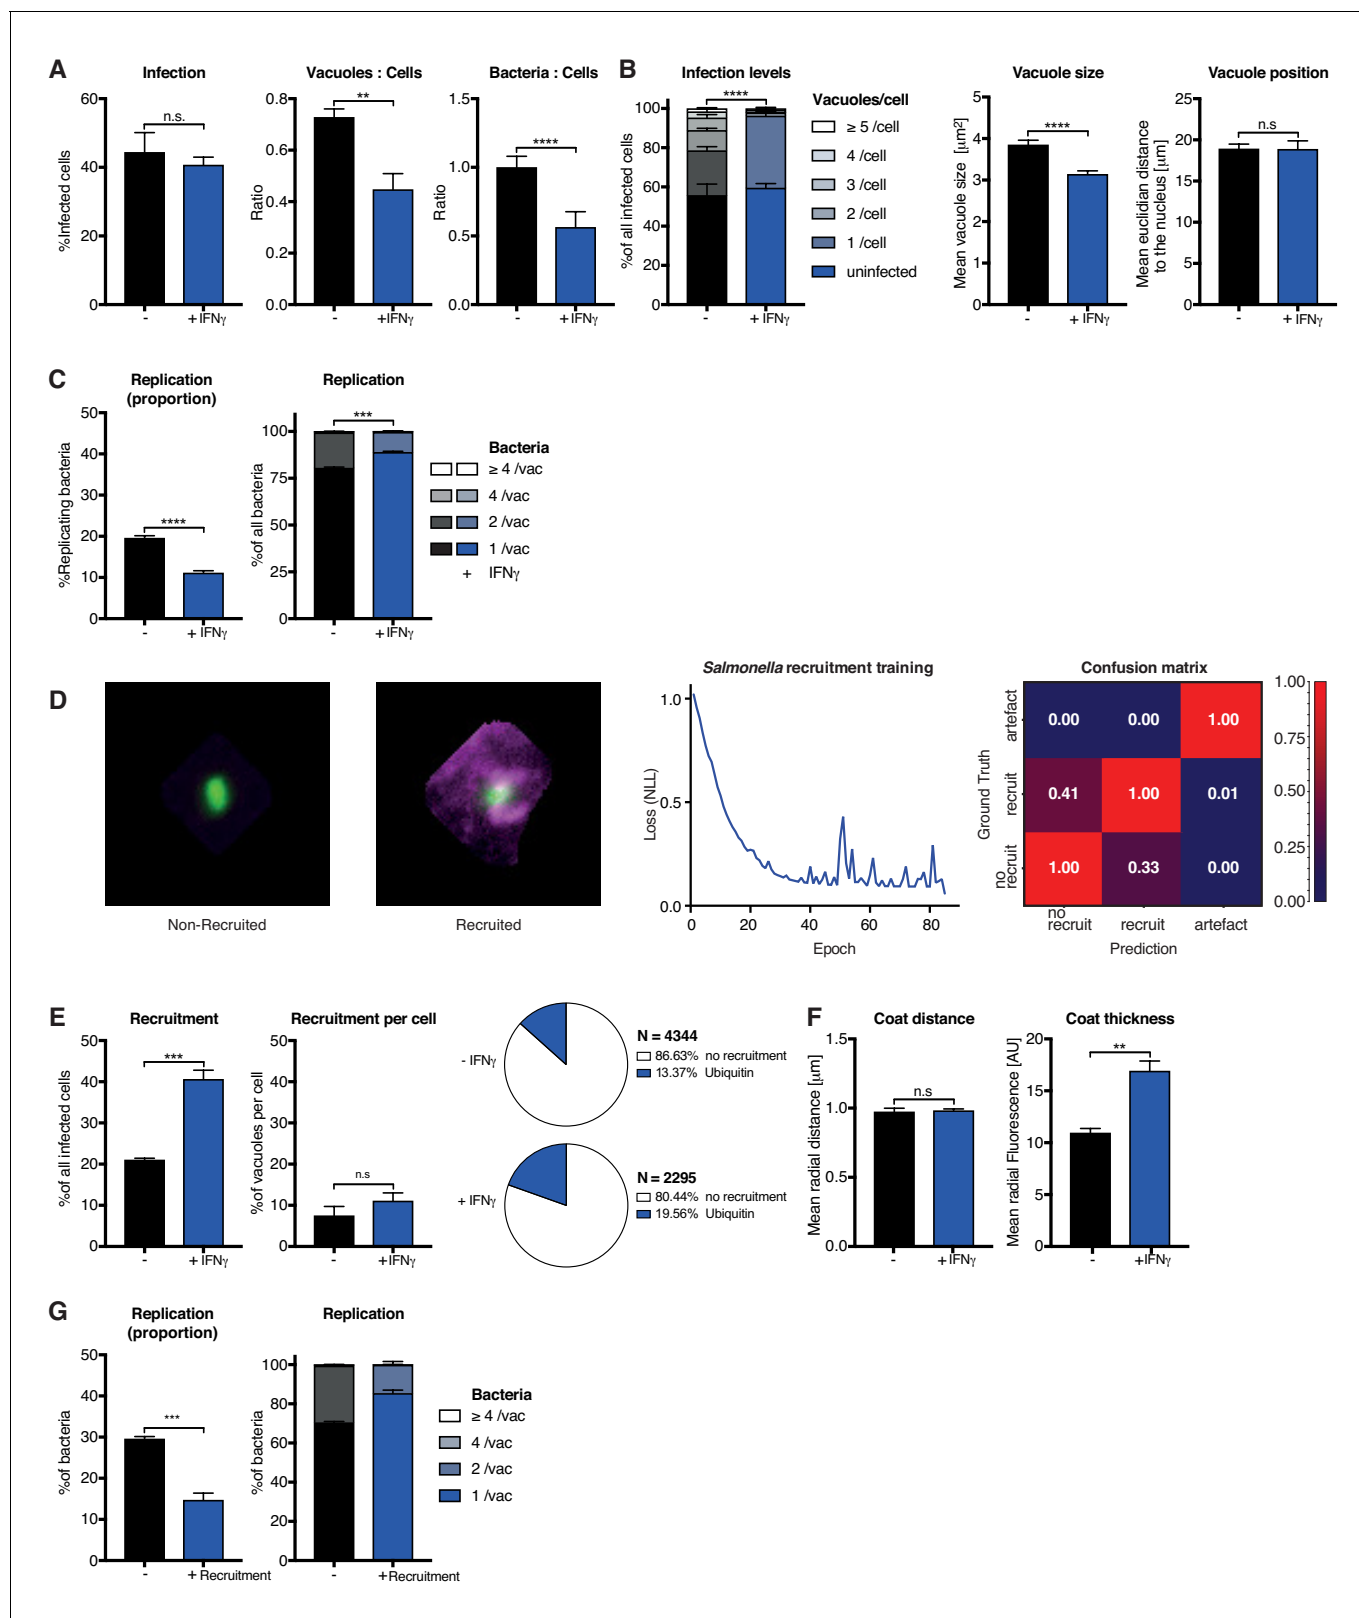 A
Infection
%Infected cells
60
40
20
0
n.s.
-
+ IFNγ
Vacuoles : Cells
Ratio
0.8
0.6
0.4
0.2
0.0
**
-
+IFNγ
Bacteria : Cells
Ratio
1.5
1.0
0.5
0.0
****
-
+ IFNγ
B
Infection levels
%of all infected cells
100
80
60
40
20
0
****
-
+ IFNγ
Vacuoles/cell
≥ 5 /cell
4 /cell
3 /cell
2 /cell
1 /cell
uninfected
Vacuole size
Mean vacuole size [μm²]
5
4
3
2
1
0
****
-
+ IFNγ
Vacuole position
Mean euclidian distance
to the nucleus [μm]
25
20
15
10
5
0
n.s
-
+ IFNγ
C
Replication
(proportion)
%Replicating bacteria
50
40
30
20
10
0
****
-
+ IFNγ
Replication
%of all bacteria
100
75
50
25
0
***
-
+ IFNγ
Bacteria
≥ 4 /vac
4 /vac
2 /vac
1 /vac
+ IFNγ
D
Non-Recruited
Recruited
Salmonella recruitment training
Loss (NLL)
1.0
0.5
0.0
0 20 40 60 80
Epoch
Confusion matrix
Ground Truth
artefact
recruit
no
recruit
0.00 0.00 1.00
0.41 1.00 0.01
1.00 0.33 0.00
no
recruit recruit artefact
Prediction
1.00
0.75
0.50
0.25
0.00
E
Recruitment
%of all infected cells
50
40
30
20
10
0
***
-
+ IFNγ
Recruitment per cell
%of vacuoles per cell
50
40
30
20
10
0
n.s
-
+IFNγ
- IFNγ
N = 4344
86.63% no recruitment
13.37% Ubiquitin
+ IFNγ
N = 2295
80.44% no recruitment
19.56% Ubiquitin
F
Coat distance
Mean radial distance [μm]
1.5
1.0
0.5
0.0
n.s
-
+ IFNγ
Coat thickness
Mean radial Fluorescence [AU]
20
15
10
5
0
**
-
+IFNγ
G
Replication
(proportion)
%of bacteria
50
40
30
20
10
0
***
-
+ Recruitment
Replication
%of bacteria
100
80
60
40
20
0
-
+Recruitment
Bacteria
≥ 4 /vac
4 /vac
2 /vac
1 /vac